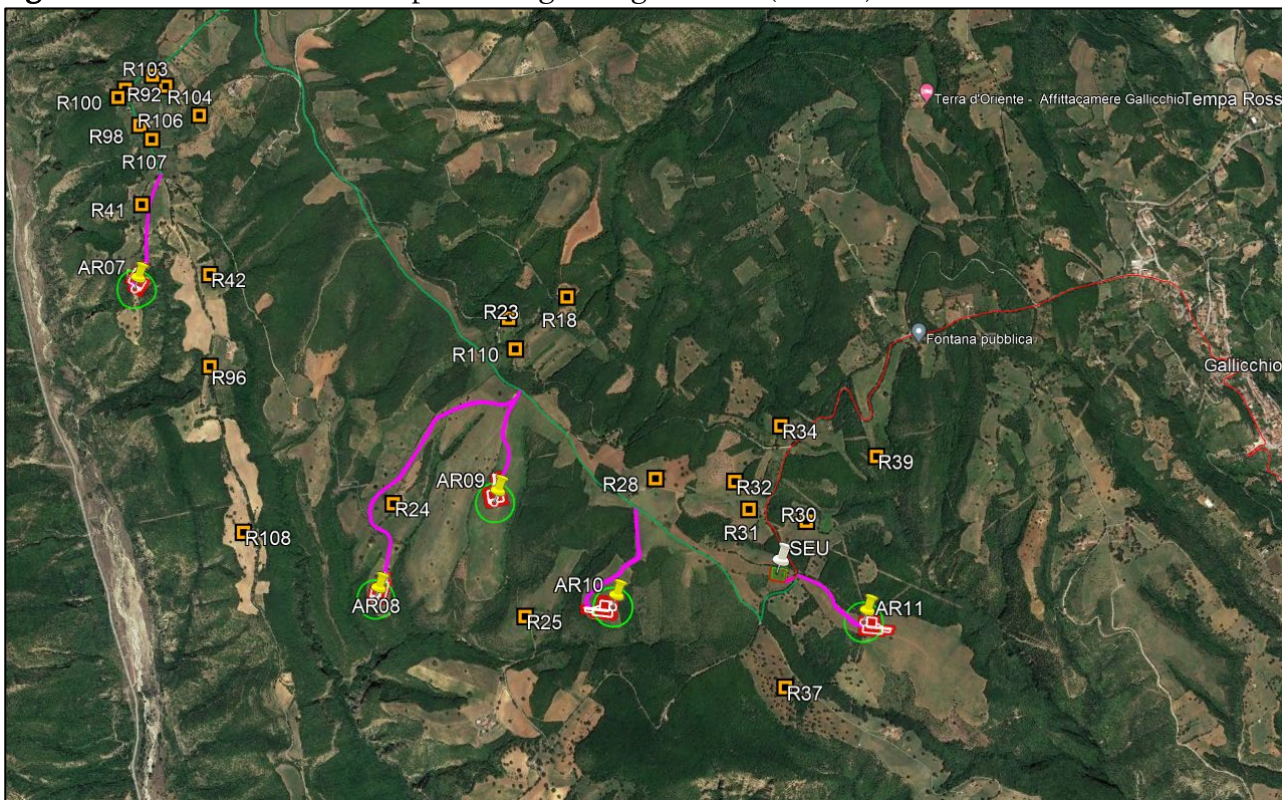 R103
R92
R104
R100
R106
R98
R107
R41
AR07
R42
R96
R108
R23
R18
R110
AR09
R24
AR08
R25
AR10
R28
R32
R31
R34
R39
R30
SEU
AR11
R37
Terra d'Oriente - Affittacamere Gallicchio
Tempa Ross
Fontana pubblica
Gallicchio